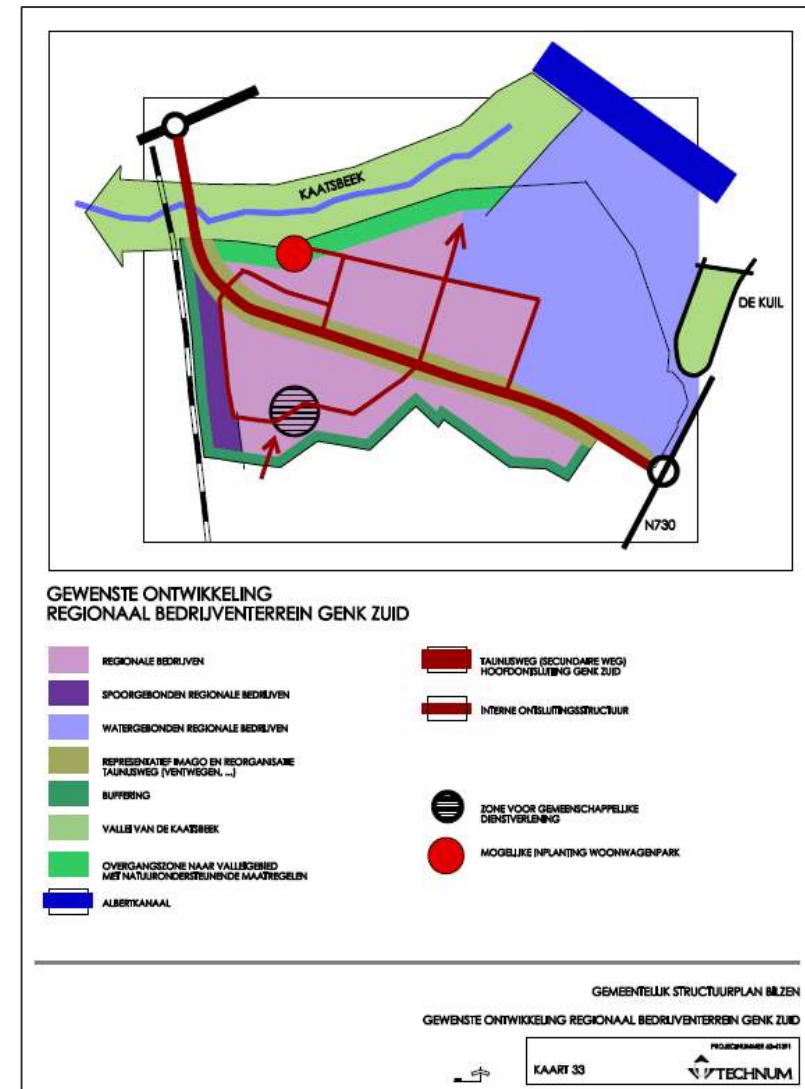 KAATSBEEK
DE KUIL
N730
GEWENSTE ONTWIKKELING
REGIONAAL BEDRIJVENTERREIN GENK ZUID
REGIONALE BEDRIJVEN
SPOORGEBONDEN REGIONALE BEDRIJVEN
WATERGEBONDEN REGIONALE BEDRIJVEN
REPRESENTATIEF IMAGO EN REORGANISATIE
TAUNUSWEG (VENTWEGEN, ...)
BUFFERING
VALLEI VAN DE KAATSBEEK
OVERGANGSZONE NAAR VALLEIGEBIED
MET NATUURONDERSTEUNENDE MAATREGELEN
ALBERTKANAAL
TAUNUSWEG (SECUNDAIRE WEG)
HOOFDONTSLUITING GENK ZUID
INTERNE ONTSLUITINGSSTRUCTUUR
ZONE VOOR GEMEENSCHAPPELIJKE
DIENSTVERLENING
MOGELIJKE INPLANTING WOONWAGENPARK
GEMEENTELIJK STRUCTUURPLAN BILZEN
GEWENSTE ONTWIKKELING REGIONAAL BEDRIJVENTERREIN GENK ZUID
PROJECTNUMMER
KAART 33
TECHNUM